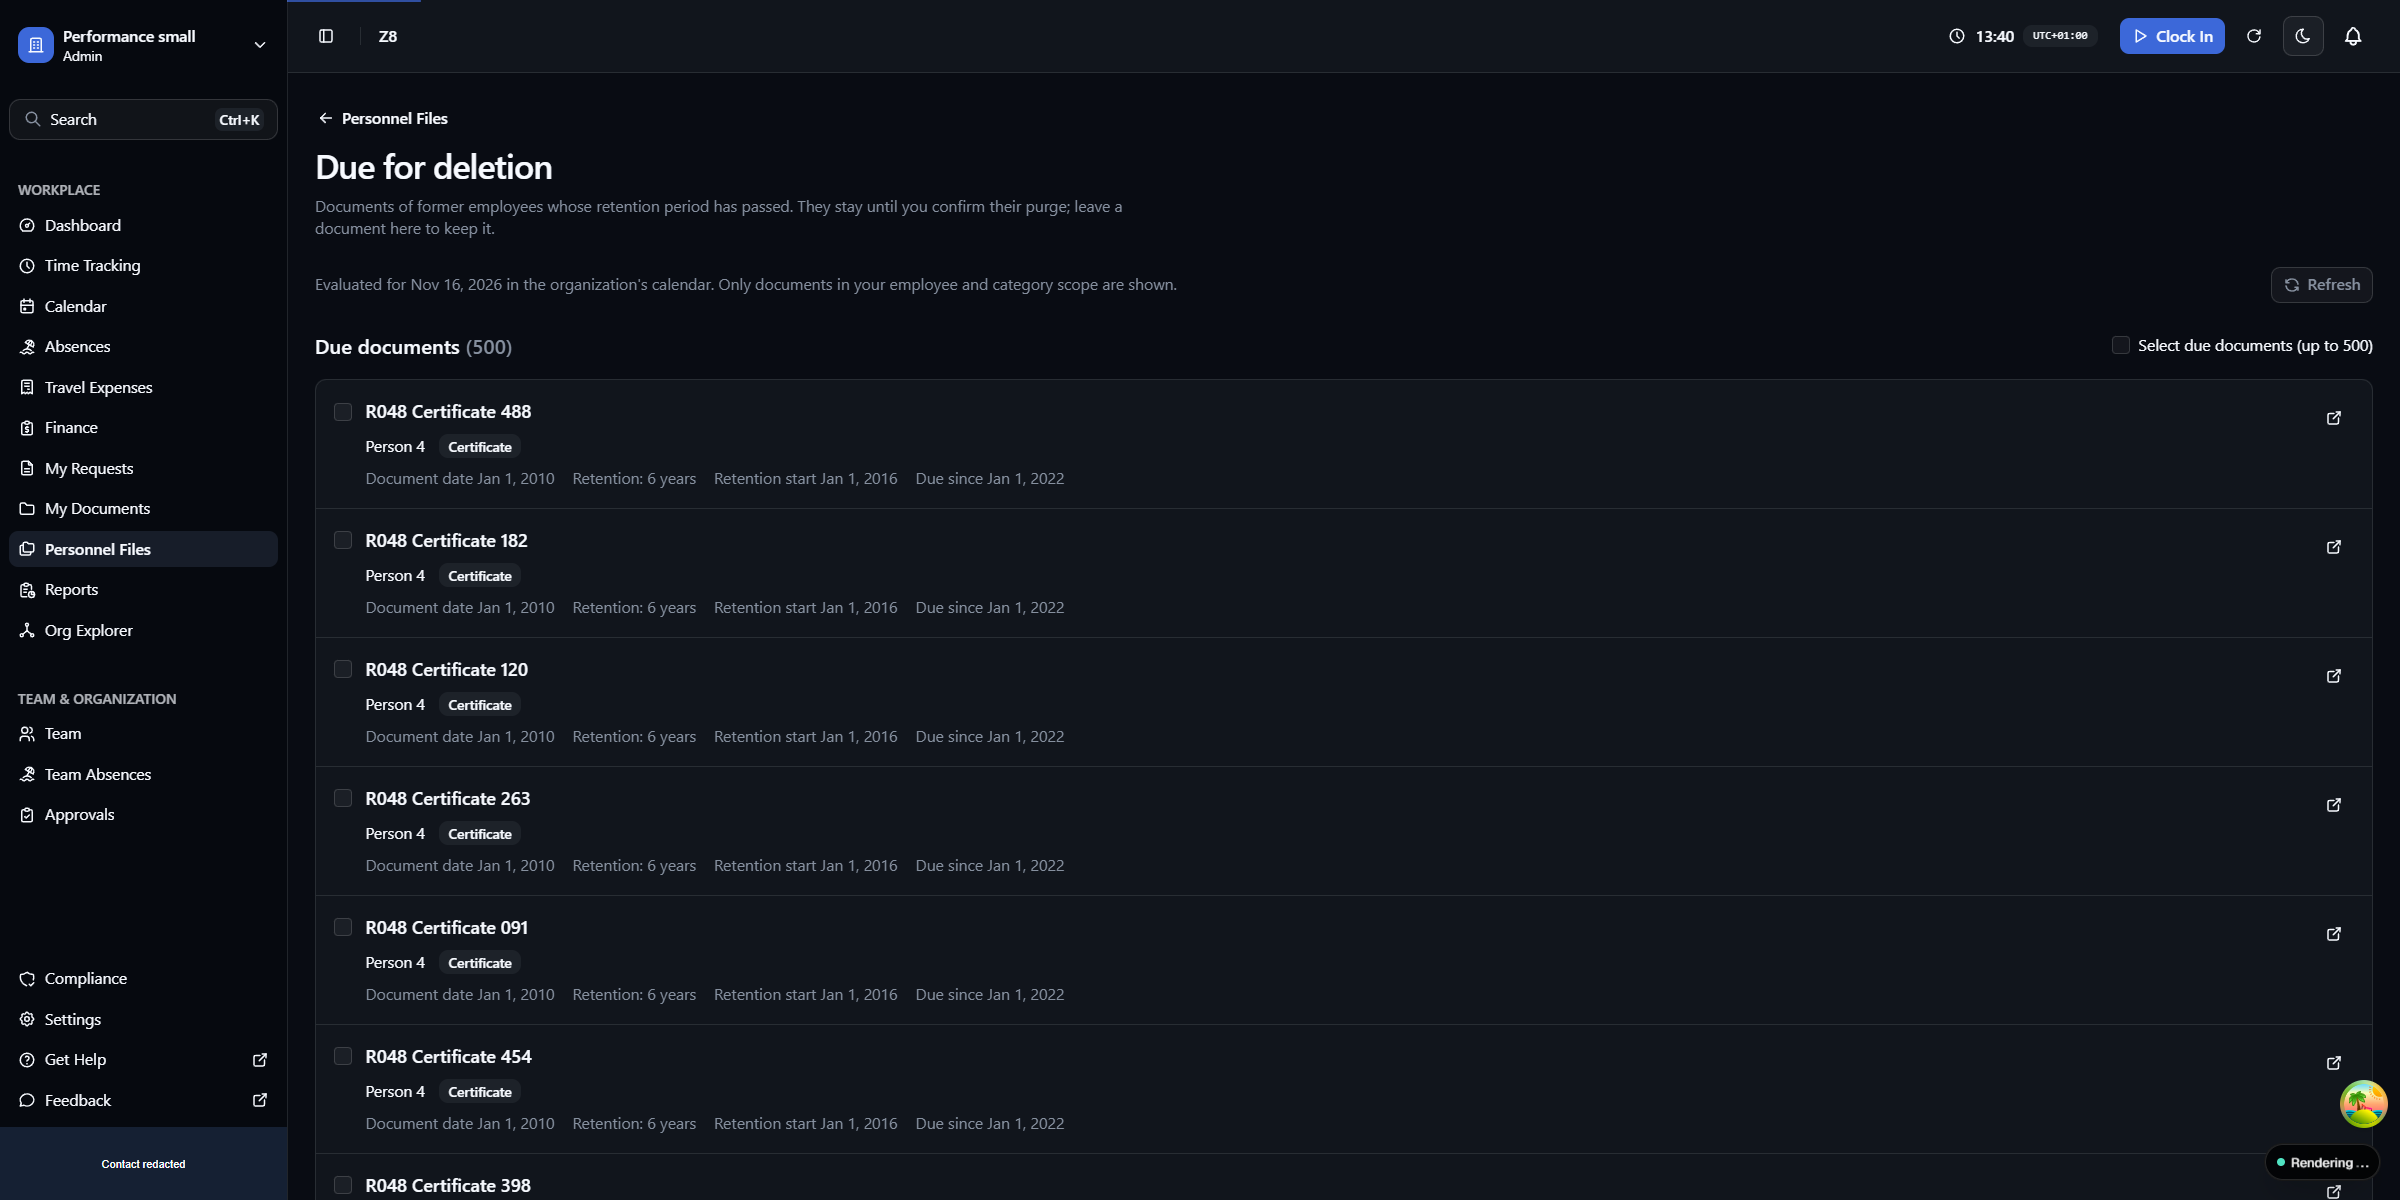 Performance small
Admin
Search
Ctrl+K
WORKPLACE
Dashboard
Time Tracking
Calendar
Absences
Travel Expenses
Finance
My Requests
My Documents
Personnel Files
Reports
Org Explorer
TEAM & ORGANIZATION
Team
Team Absences
Approvals
Compliance
Settings
Get Help
Feedback
Contact redacted
Z8
13:40
UTC+01:00
Clock In
Personnel Files
Due for deletion
Documents of former employees whose retention period has passed. They stay until you confirm their purge; leave a
document here to keep it.
Evaluated for Nov 16, 2026 in the organization's calendar. Only documents in your employee and category scope are shown.
Refresh
Due documents (500)
Select due documents (up to 500)
R048 Certificate 488
Person 4 Certificate
Document date Jan 1, 2010 Retention: 6 years Retention start Jan 1, 2016 Due since Jan 1, 2022
R048 Certificate 182
Person 4 Certificate
Document date Jan 1, 2010 Retention: 6 years Retention start Jan 1, 2016 Due since Jan 1, 2022
R048 Certificate 120
Person 4 Certificate
Document date Jan 1, 2010 Retention: 6 years Retention start Jan 1, 2016 Due since Jan 1, 2022
R048 Certificate 263
Person 4 Certificate
Document date Jan 1, 2010 Retention: 6 years Retention start Jan 1, 2016 Due since Jan 1, 2022
R048 Certificate 091
Person 4 Certificate
Document date Jan 1, 2010 Retention: 6 years Retention start Jan 1, 2016 Due since Jan 1, 2022
R048 Certificate 454
Person 4 Certificate
Document date Jan 1, 2010 Retention: 6 years Retention start Jan 1, 2016 Due since Jan 1, 2022
R048 Certificate 398
Rendering ...